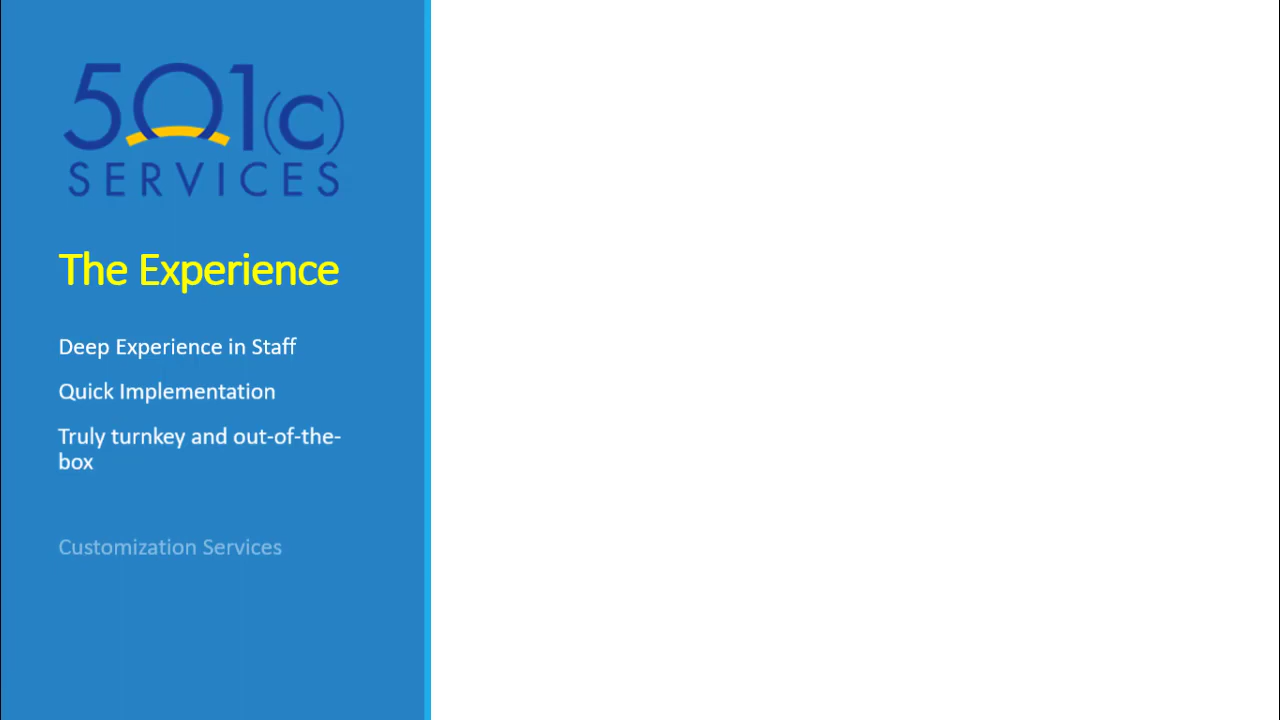 501(c)
SERVICES
The Experience
Deep Experience in Staff
Quick Implementation
Truly turnkey and out-of-the-
box
Customization Services